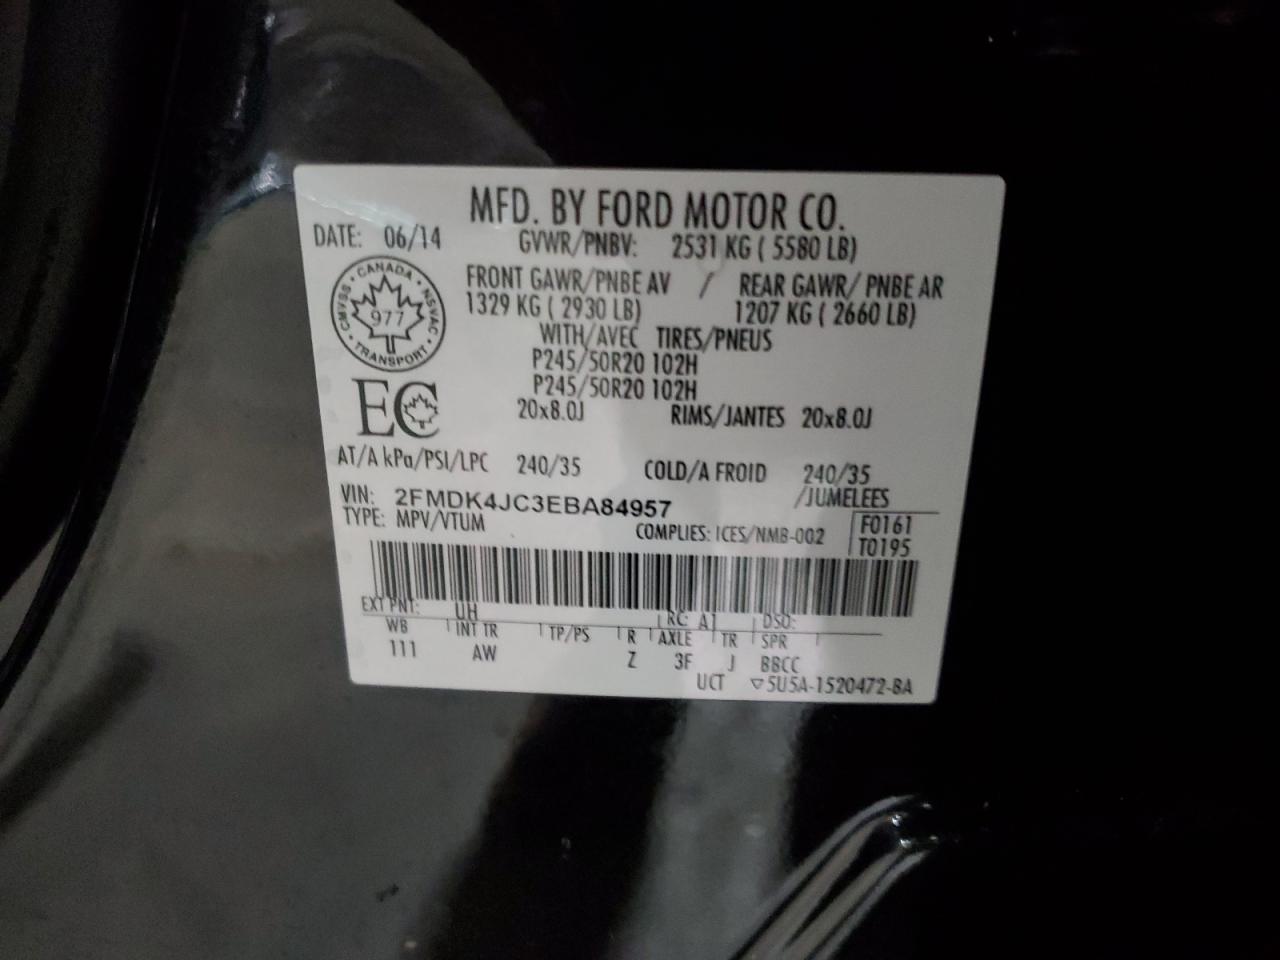 MFD. BY FORD MOTOR CO.
DATE: 06/14
GVWR/PNBV: 2531 KG ( 5580 LB)
FRONT GAWR/PNBE AV / REAR GAWR/ PNBE AR
1329 KG ( 2930 LB) 1207 KG ( 2660 LB)
WITH/AVEC TIRES/PNEUS
P245/50R20 102H
P245/50R20 102H
20x8.0J RIMS/JANTES 20x8.0J
CANADA
CMVSS NSVAC
977
TRANSPORT
EC
AT/A kPa/PSI/LPC 240/35 COLD/A FROID 240/35
/JUMELEES
VIN: 2FMDK4JC3EBA84957
TYPE: MPV/VTUM
COMPLIES: ICES/NMB-002
F0161
T0195
EXT PNT: UH RC: A1 DSO:
WB INT TR TP/PS R AXLE TR SPR
111 AW Z 3F J BBCC
UCT ▽5U5A-1520472-BA